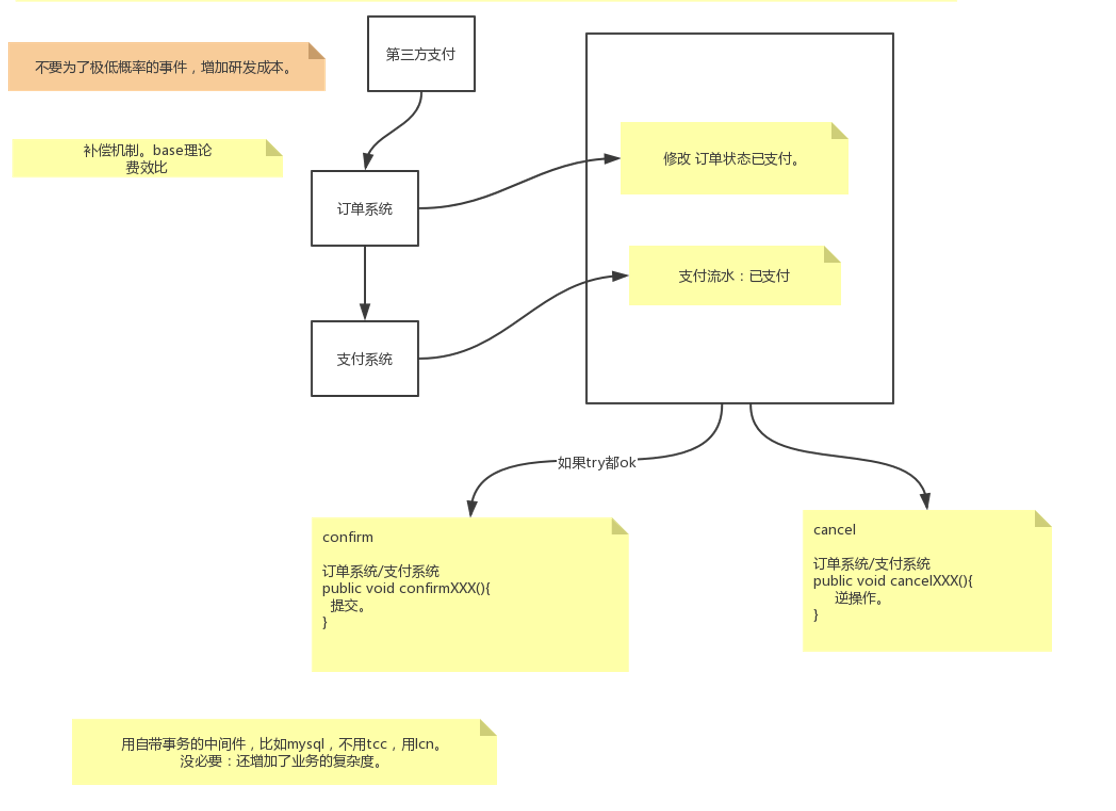 第三方支付
不要为了极低概率的事件，增加研发成本。
补偿机制。base理论
费效比
修改 订单状态已支付。
订单系统
支付流水：已支付
支付系统
如果try都ok
confirm
订单系统/支付系统
public void confirmXXX(){
提交。
}
cancel
订单系统/支付系统
public void cancelXXX(){
逆操作。
}
用自带事务的中间件，比如mysql，不用tcc，用lcn。
没必要：还增加了业务的复杂度。